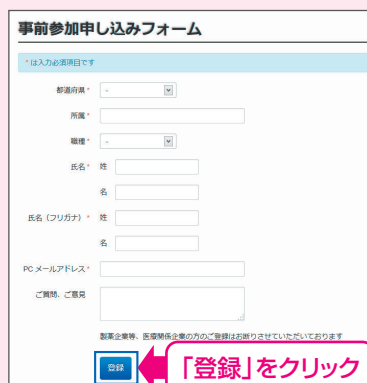 事前参加申し込みフォーム
* は入力必須項目です
都道府県 * -
所属 *
職種 * -
氏名 * 姓
名
氏名（フリガナ） * 姓
名
PC メールアドレス *
ご質問、ご意見
製薬企業等、医療関係企業の方のご登録はお断りさせていただいております
登録
「登録」をクリック